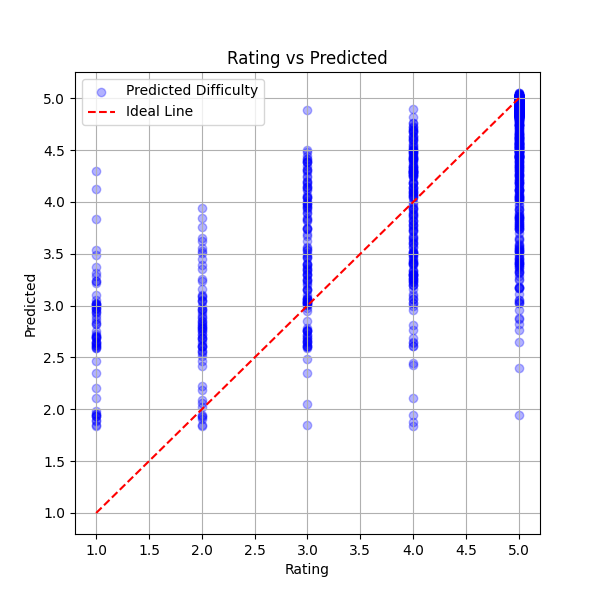 Rating vs Predicted
Predicted Difficulty
Ideal Line
5.0
4.5
4.0
3.5
3.0
2.5
2.0
1.5
1.0
Predicted
1.0 1.5 2.0 2.5 3.0 3.5 4.0 4.5 5.0
Rating